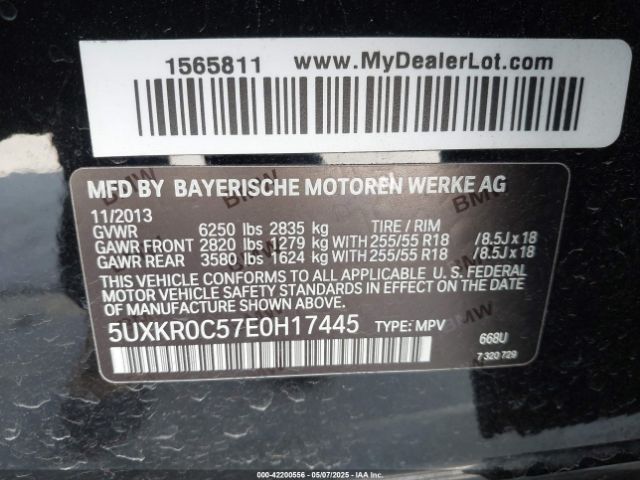 1565811 www.MyDealerLot.com
MFD BY BAYERISCHE MOTOREN WERKE AG
11/2013
GVWR 6250 lbs 2835 kg TIRE / RIM
GAWR FRONT 2820 lbs 1279 kg WITH 255/55 R18 / 8.5J x 18
GAWR REAR 3580 lbs 1624 kg WITH 255/55 R18 / 8.5J x 18
THIS VEHICLE CONFORMS TO ALL APPLICABLE U. S. FEDERAL
MOTOR VEHICLE SAFETY STANDARDS IN EFFECT ON THE DATE
OF MANUFACTURE SHOWN ABOVE.
5UXKR0C57E0H17445 TYPE: MPV 668U
7 320 729
000-42200556 - 05/07/2025 - IAAI.COM